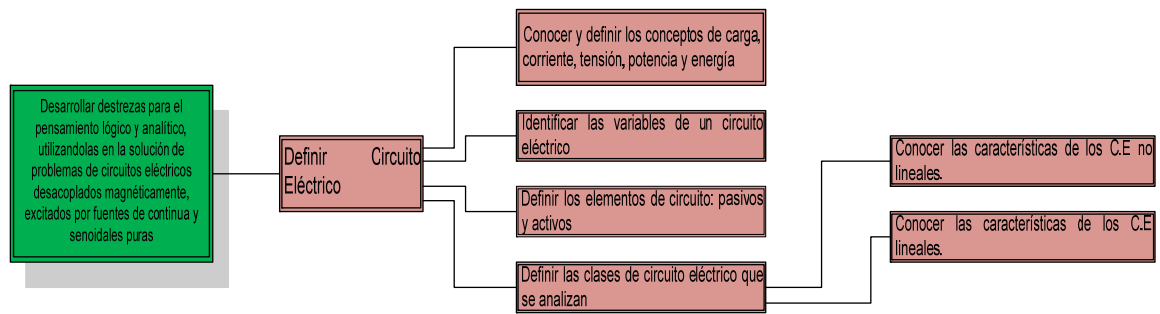 Desarrollar destrezas para el
pensamiento lógico y analítico,
utilizandolas en la solución de
problemas de circuitos eléctricos
desacoplados magnéticamente,
excitados por fuentes de continua y
senoidales puras
Definir Circuito
Eléctrico
Conocer y definir los conceptos de carga,
corriente, tensión, potencia y energía
Identificar las variables de un circuito
eléctrico
Definir los elementos de circuito: pasivos
y activos
Definir las clases de circuito eléctrico que
se analizan
Conocer las características de los C.E no
lineales.
Conocer las características de los C.E
lineales.